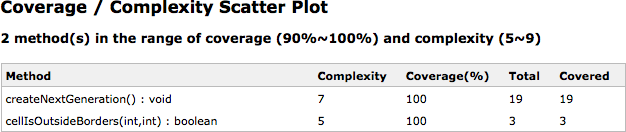 Coverage / Complexity Scatter Plot
2 method(s) in the range of coverage (90%~100%) and complexity (5~9)
Method Complexity Coverage(%) Total Covered
createNextGeneration() : void 7 100 19 19
cellIsOutsideBorders(int,int) : boolean 5 100 3 3